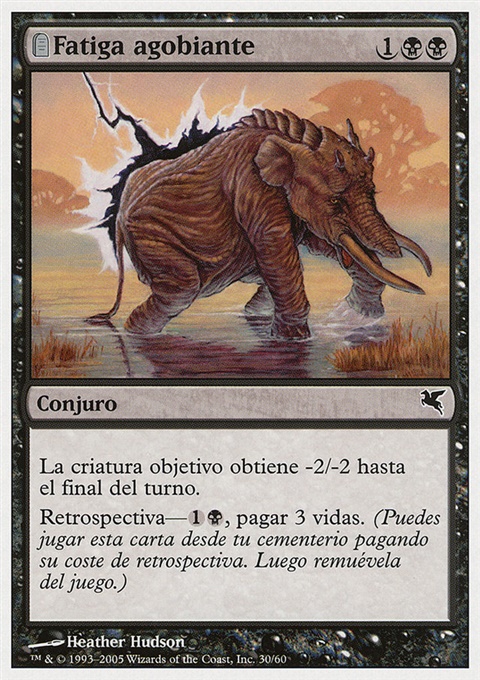 Fatiga agobiante 1
Conjuro
La criatura objetivo obtiene -2/-2 hasta
el final del turno.
Retrospectiva—1, pagar 3 vidas. (Puedes
jugar esta carta desde tu cementerio pagando
su coste de retrospectiva. Luego remuévela
del juego.)
Heather Hudson
™ & © 1993–2005 Wizards of the Coast, Inc. 30/60